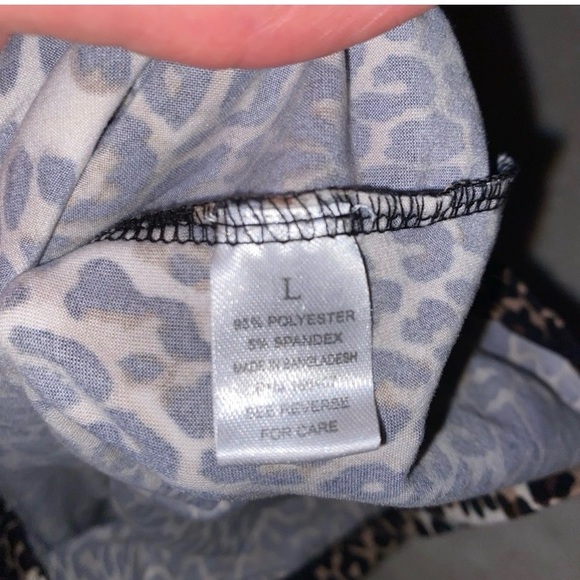 L
95% POLYESTER
5% SPANDEX
MADE IN BANGLADESH
SEE REVERSE
FOR CARE